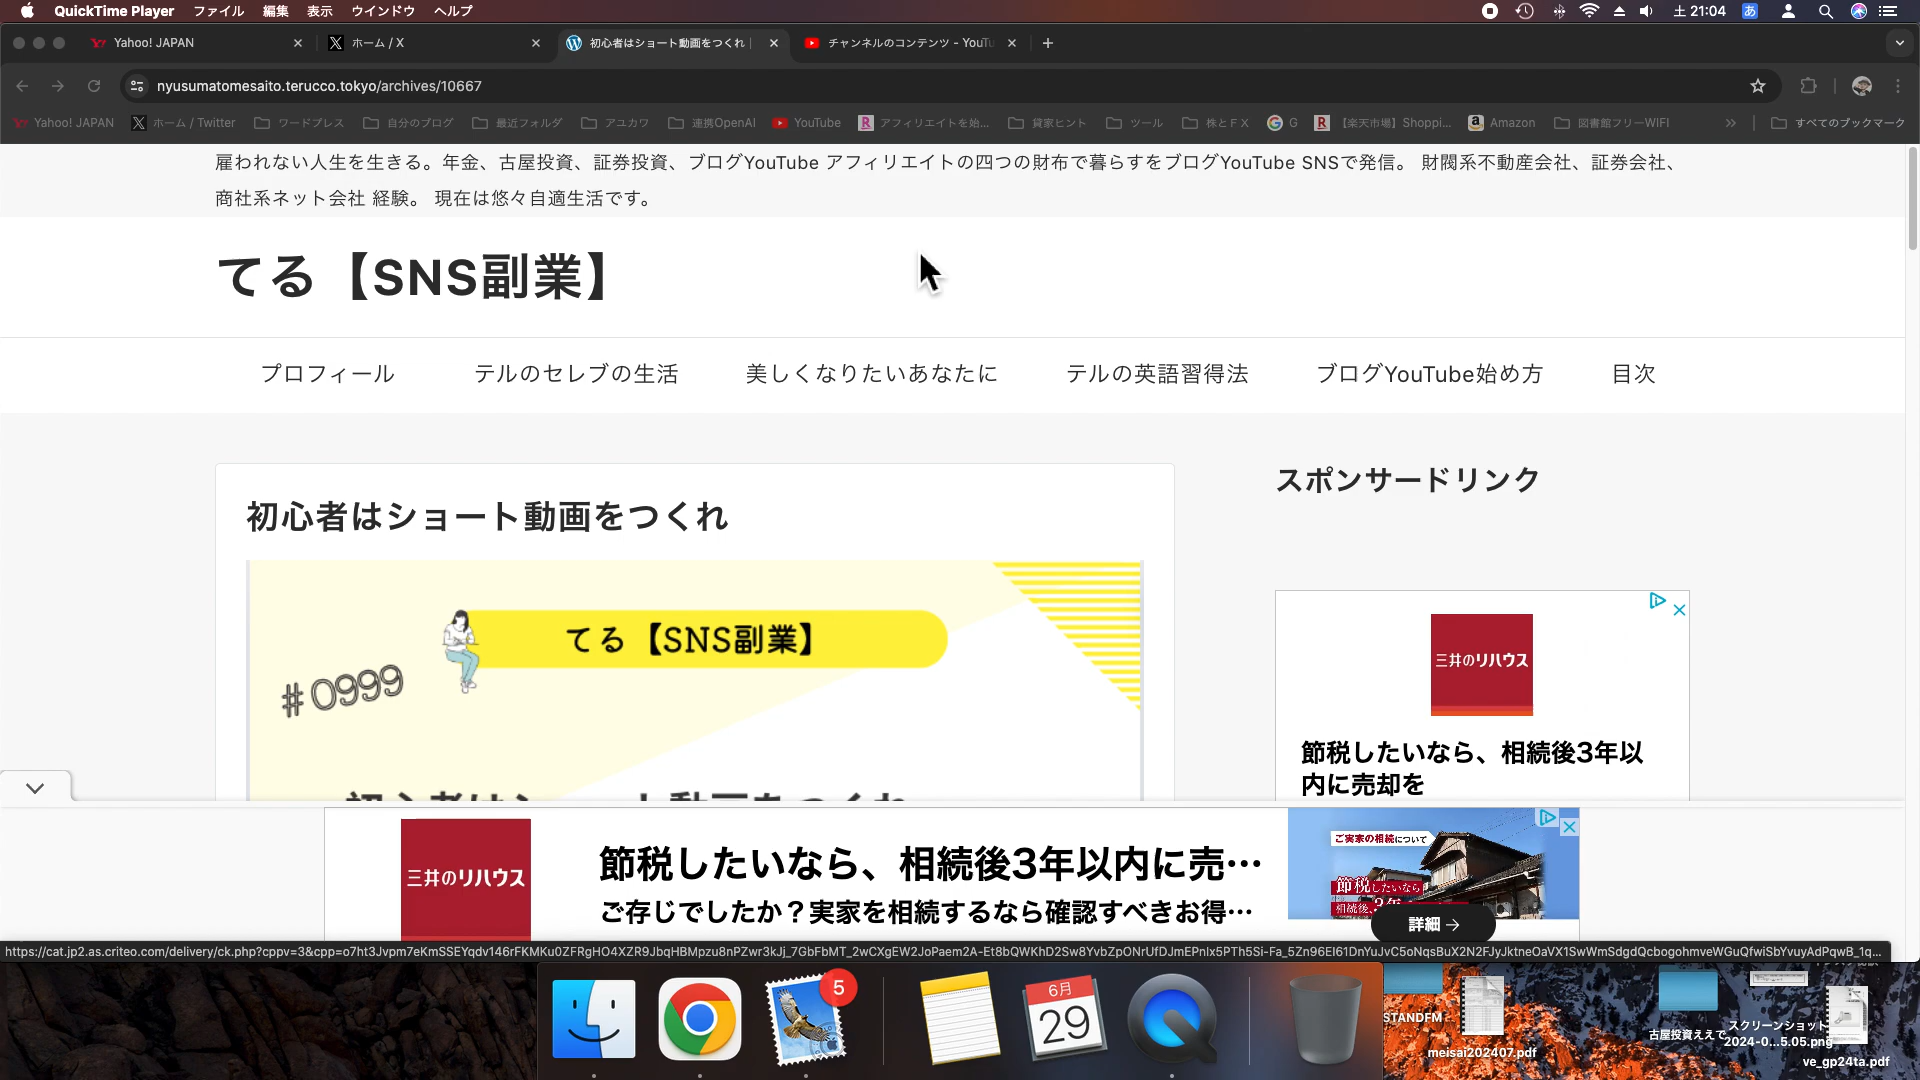 QuickTime Player ファイル 編集 表示 ウインドウ ヘルプ 土 21:04 あ
Yahoo! JAPAN ホーム / X 初心者はショート動画をつくれ | チャンネルのコンテンツ - YouTu
nyusumatomesaito.terucco.tokyo/archives/10667
Yahoo! JAPAN ホーム / Twitter ワードプレス 自分のブログ 最近フォルダ アユカワ 連携OpenAI YouTube アフィリエイトを始... 貸家ヒント ツール 株とＦＸ G 【楽天市場】Shoppi... Amazon 図書館フリーWIFI » すべてのブックマーク
雇われない人生を生きる。年金、古屋投資、証券投資、ブログYouTube アフィリエイトの四つの財布で暮らすをブログYouTube SNSで発信。 財閥系不動産会社、証券会社、
商社系ネット会社 経験。 現在は悠々自適生活です。
てる【SNS副業】
プロフィール テルのセレブの生活 美しくなりたいあなたに テルの英語習得法 ブログYouTube始め方 目次
初心者はショート動画をつくれ
スポンサードリンク
てる【SNS副業】
#0999
三井のリハウス
節税したいなら、相続後3年以
内に売却を
初心者はショート動画をつくれ
三井のリハウス
節税したいなら、相続後3年以内に売…
ご存じでしたか？実家を相続するなら確認すべきお得…
ご実家の相続について
節税したいなら
相続後、3年
詳細→
5
6月
29
STANDFM
meisai202407.pdf
古屋投資ええで
スクリーンショット
2024-0...5.05.png
ve_gp24ta.pdf